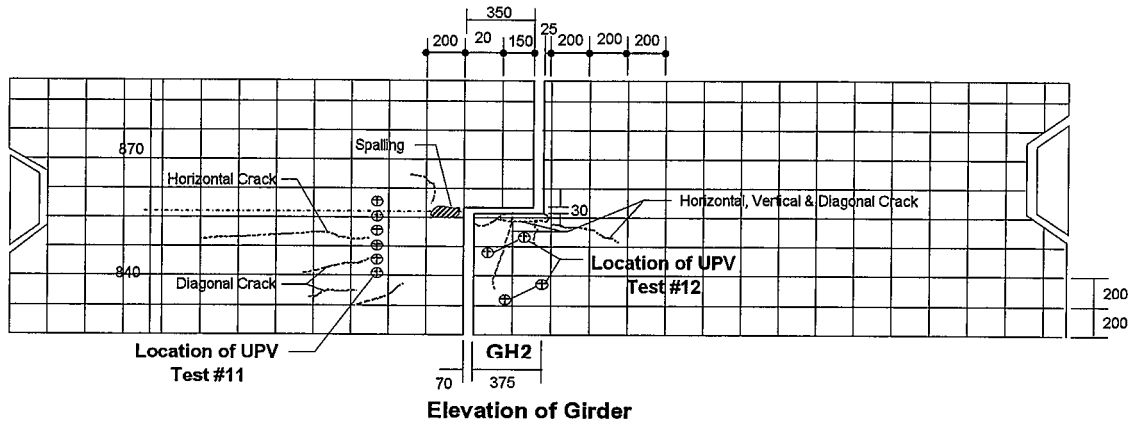 350
25
200 20 150 200 200 200
870
Spalling
Horizontal Crack
30
Horizontal, Vertical & Diagonal Crack
Location of UPV
Test #12
840
Diagonal Crack
200
200
Location of UPV
Test #11
GH2
70 375
Elevation of Girder